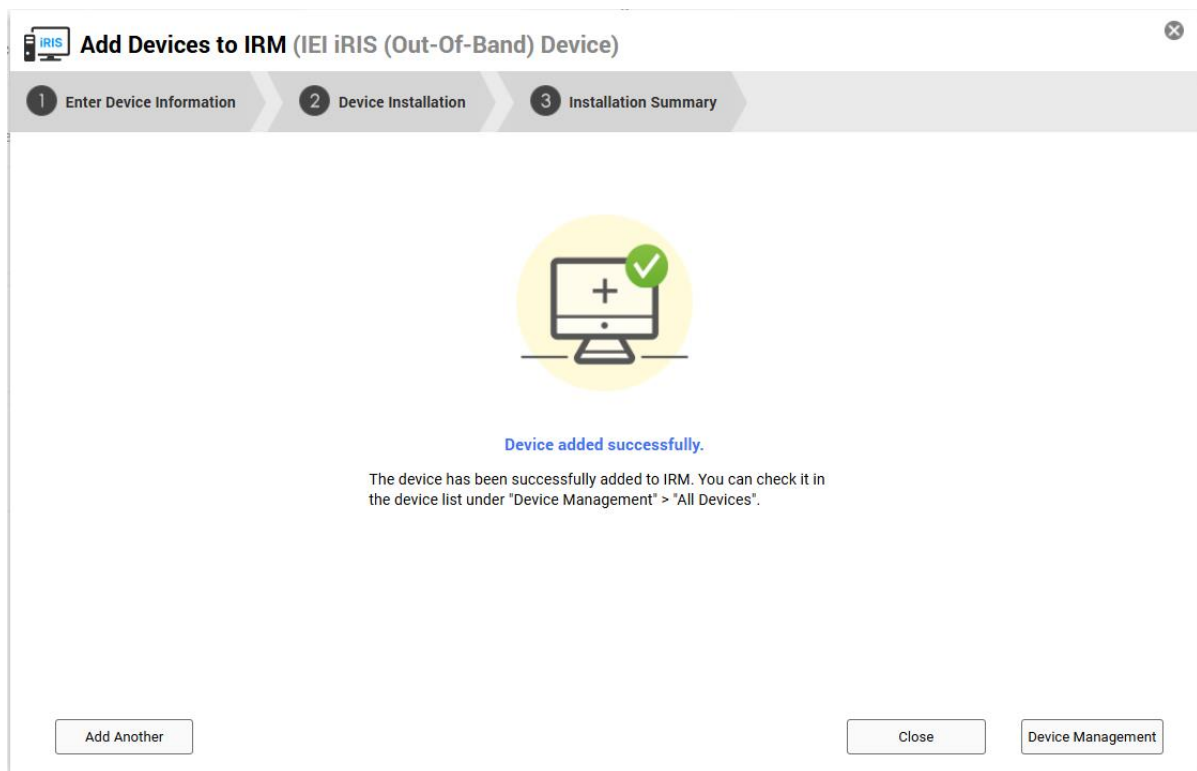 iRIS
Add Devices to IRM (IEI iRIS (Out-Of-Band) Device)
1 Enter Device Information
2 Device Installation
3 Installation Summary
Device added successfully.
The device has been successfully added to IRM. You can check it in
the device list under "Device Management" > "All Devices".
Add Another
Close
Device Management